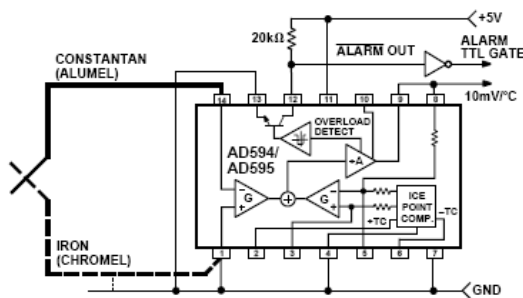 +5V
20kΩ
ALARM OUT
ALARM
TTL GATE
CONSTANTAN
(ALUMEL)
10mV/°C
14 13 12 11 10 9 8
OVERLOAD
DETECT
AD594/
AD595
+A
– G +
– G +
ICE
POINT
COMP.
+TC
–TC
IRON
(CHROMEL)
1 2 3 4 5 6 7
GND